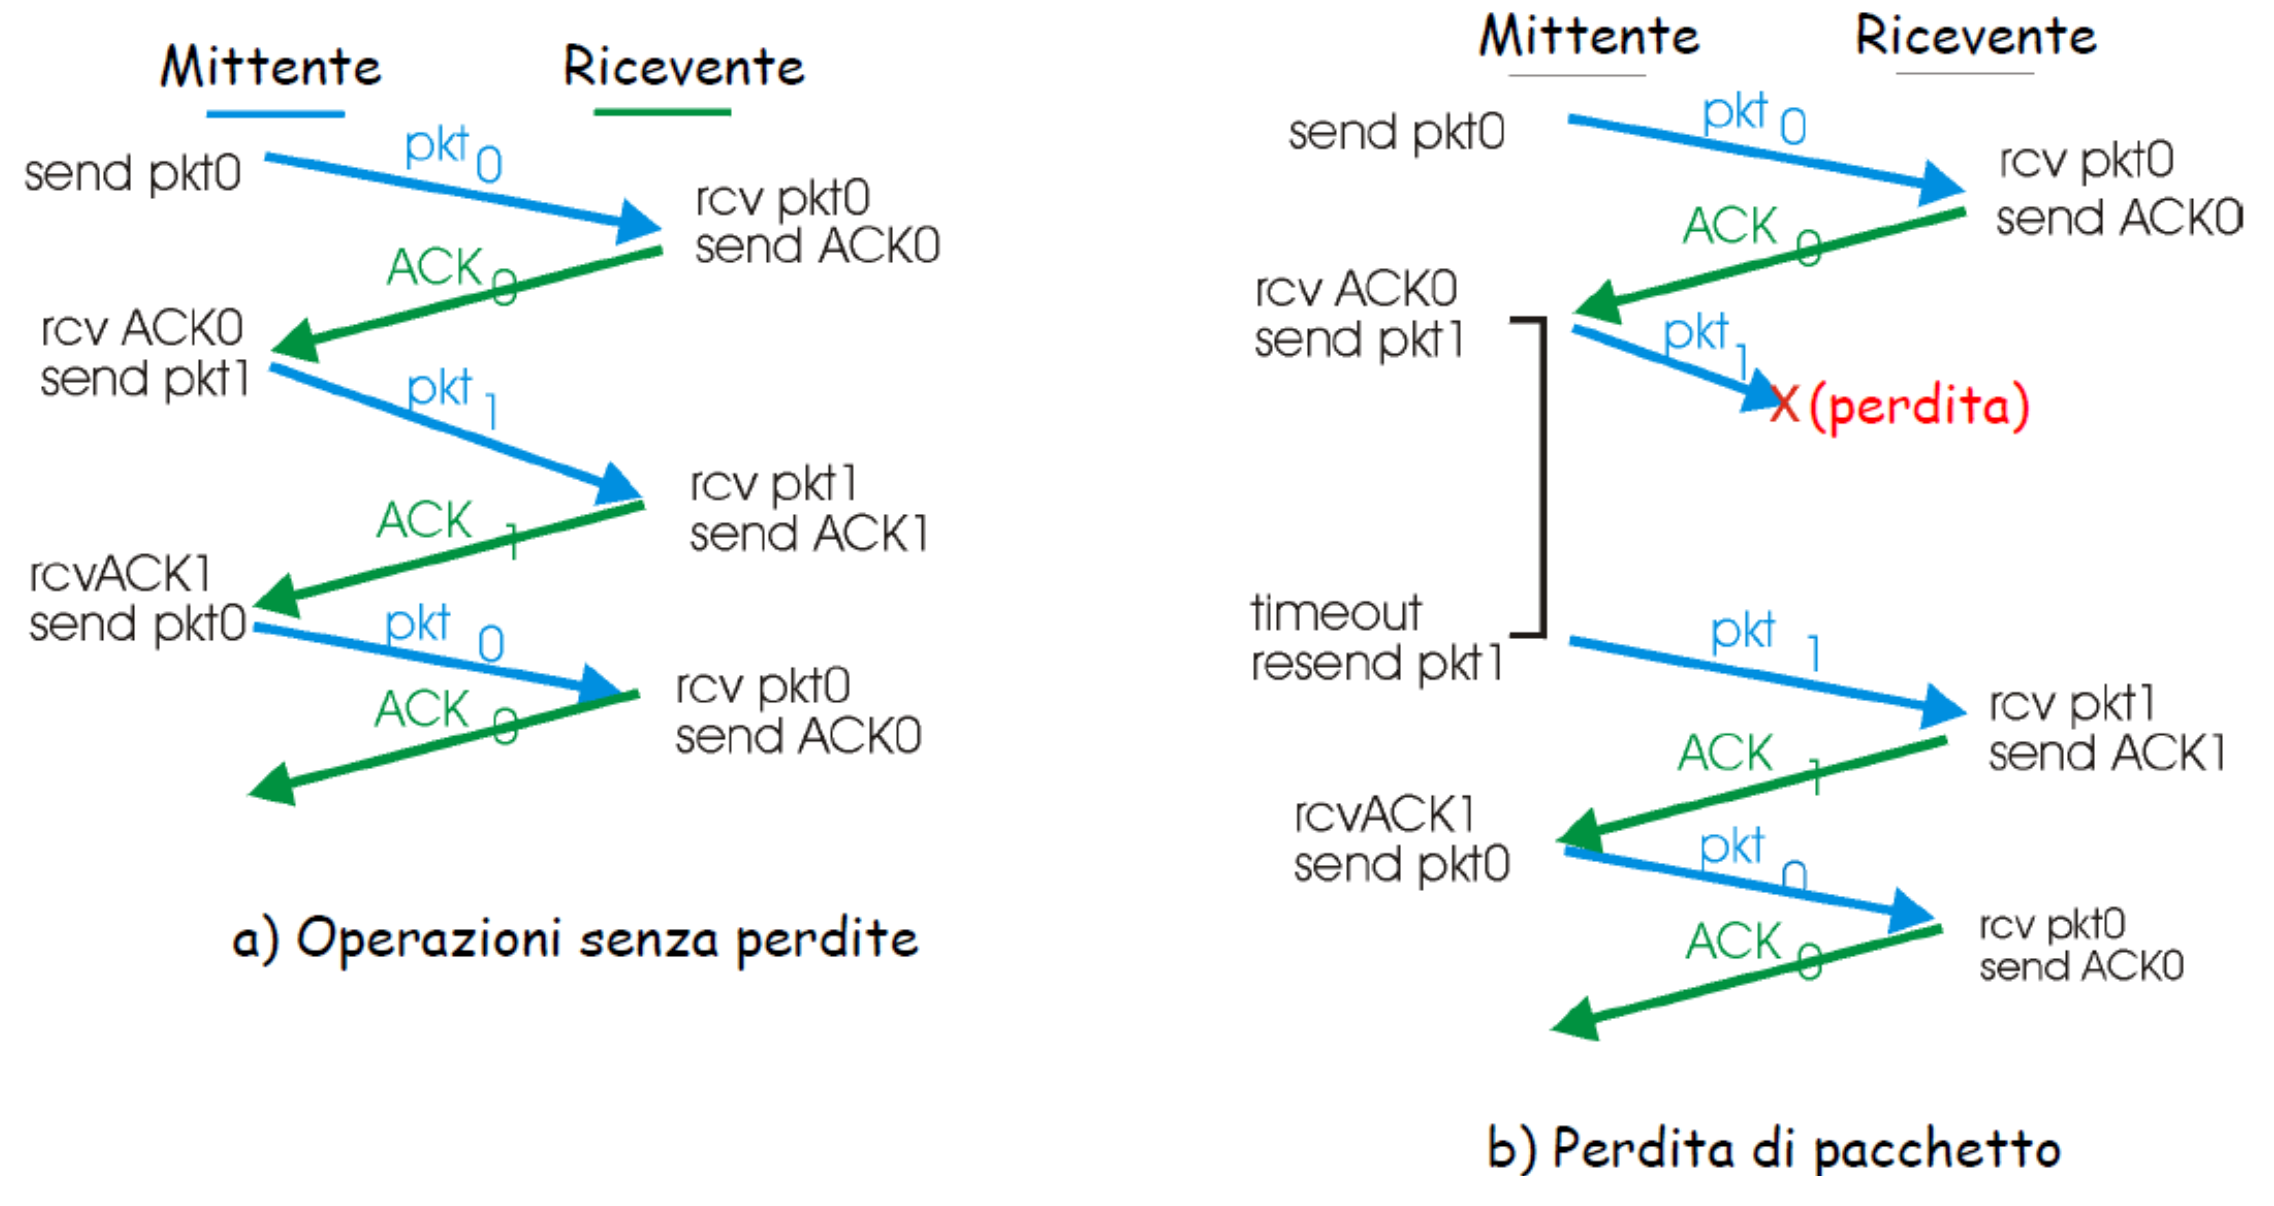 Mittente Ricevente
send pkt0
pkt 0
rcv pkt0
send ACK0
ACK 0
rcv ACK0
send pkt1
pkt 1
rcv pkt1
send ACK1
ACK 1
rcvACK1
send pkt0
pkt 0
rcv pkt0
send ACK0
ACK 0
a) Operazioni senza perdite
Mittente Ricevente
send pkt0
pkt 0
rcv pkt0
send ACK0
ACK 0
rcv ACK0
send pkt1
pkt 1
X (perdita)
timeout
resend pkt1
pkt 1
rcv pkt1
send ACK1
ACK 1
rcvACK1
send pkt0
pkt 0
rcv pkt0
send ACK0
ACK 0
b) Perdita di pacchetto